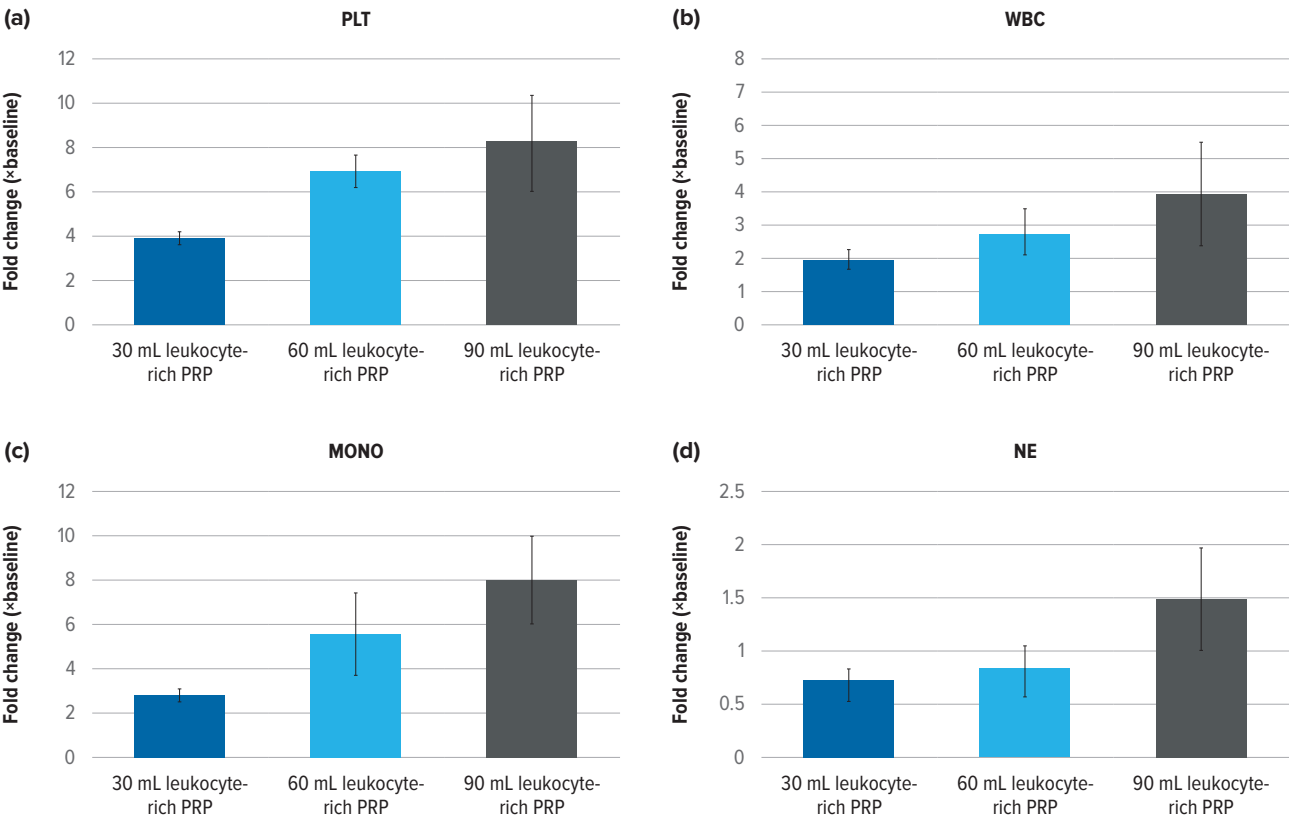 (a)
PLT
Fold change (×baseline)
12
10
8
6
4
2
0
30 mL leukocyte-
rich PRP
60 mL leukocyte-
rich PRP
90 mL leukocyte-
rich PRP
(b)
WBC
Fold change (×baseline)
8
7
6
5
4
3
2
1
0
30 mL leukocyte-
rich PRP
60 mL leukocyte-
rich PRP
90 mL leukocyte-
rich PRP
(c)
MONO
Fold change (×baseline)
12
10
8
6
4
2
0
30 mL leukocyte-
rich PRP
60 mL leukocyte-
rich PRP
90 mL leukocyte-
rich PRP
(d)
NE
Fold change (×baseline)
2.5
2
1.5
1
0.5
0
30 mL leukocyte-
rich PRP
60 mL leukocyte-
rich PRP
90 mL leukocyte-
rich PRP